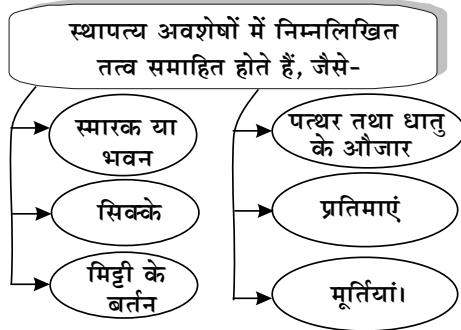 स्थापत्य अवशेषों में निम्नलिखित
तत्व समाहित होते हैं, जैसे-
स्मारक या
भवन
सिक्के
मिट्टी के
बर्तन
पत्थर तथा धातु
के औजार
प्रतिमाएं
मूर्तियां।